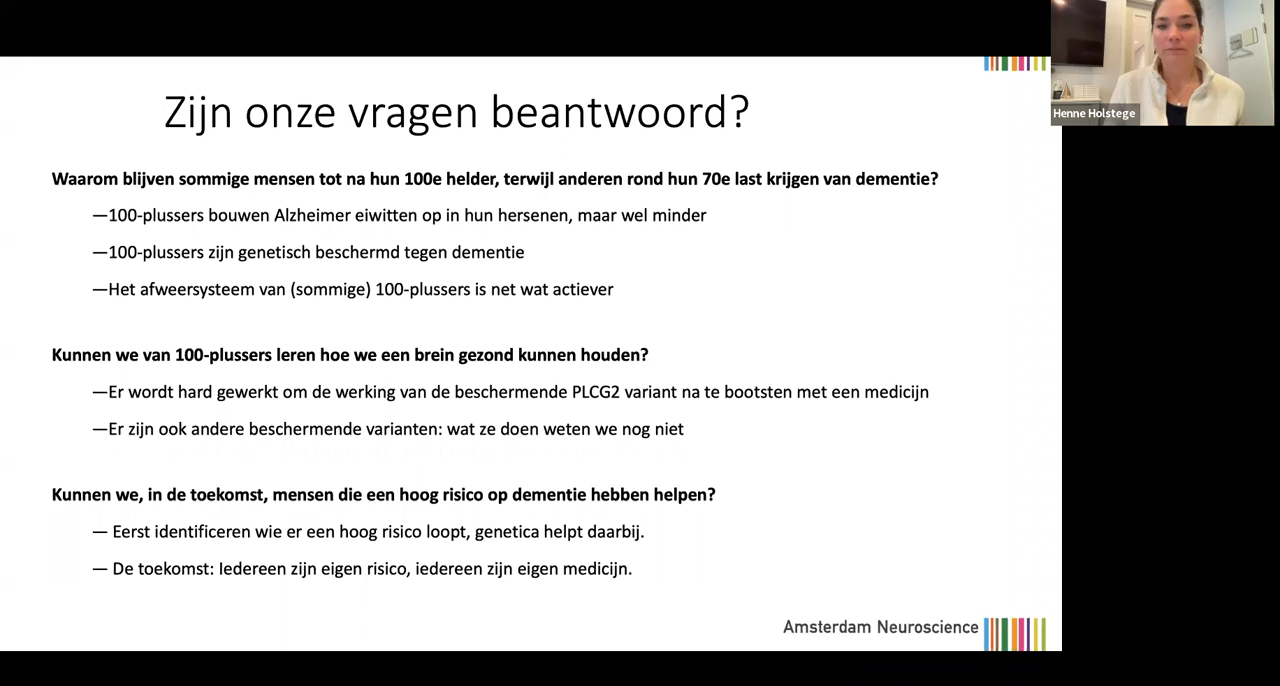 Zijn onze vragen beantwoord?
Henne Holstege
Waarom blijven sommige mensen tot na hun 100e helder, terwijl anderen rond hun 70e last krijgen van dementie?
—100-plussers bouwen Alzheimer eiwitten op in hun hersenen, maar wel minder
—100-plussers zijn genetisch beschermd tegen dementie
—Het afweersysteem van (sommige) 100-plussers is net wat actiever
Kunnen we van 100-plussers leren hoe we een brein gezond kunnen houden?
—Er wordt hard gewerkt om de werking van de beschermende PLCG2 variant na te bootsten met een medicijn
—Er zijn ook andere beschermende varianten: wat ze doen weten we nog niet
Kunnen we, in de toekomst, mensen die een hoog risico op dementie hebben helpen?
— Eerst identificeren wie er een hoog risico loopt, genetica helpt daarbij.
— De toekomst: Iedereen zijn eigen risico, iedereen zijn eigen medicijn.
Amsterdam Neuroscience